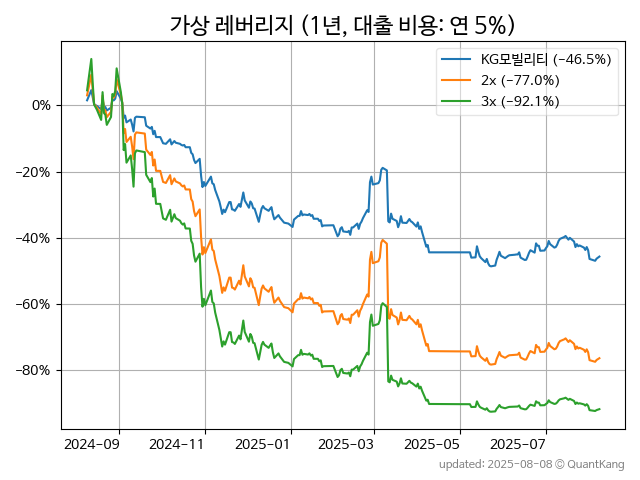 가상 레버리지 (1년, 대출 비용: 연 5%)
KG모빌리티 (−46.5%)
2x (−77.0%)
3x (−92.1%)
0%
−20%
−40%
−60%
−80%
2024-09 2024-11 2025-01 2025-03 2025-05 2025-07
updated: 2025-08-08 © QuantKang